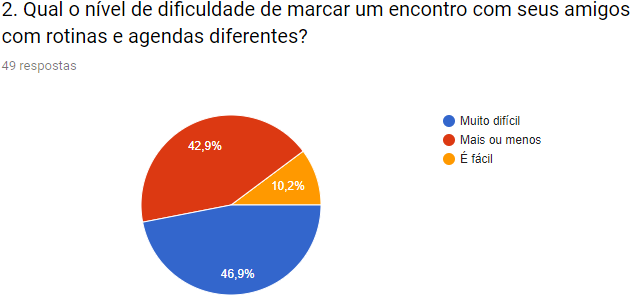 2. Qual o nível de dificuldade de marcar um encontro com seus amigos
com rotinas e agendas diferentes?
49 respostas
Muito difícil
Mais ou menos
É fácil
42,9%
10,2%
46,9%